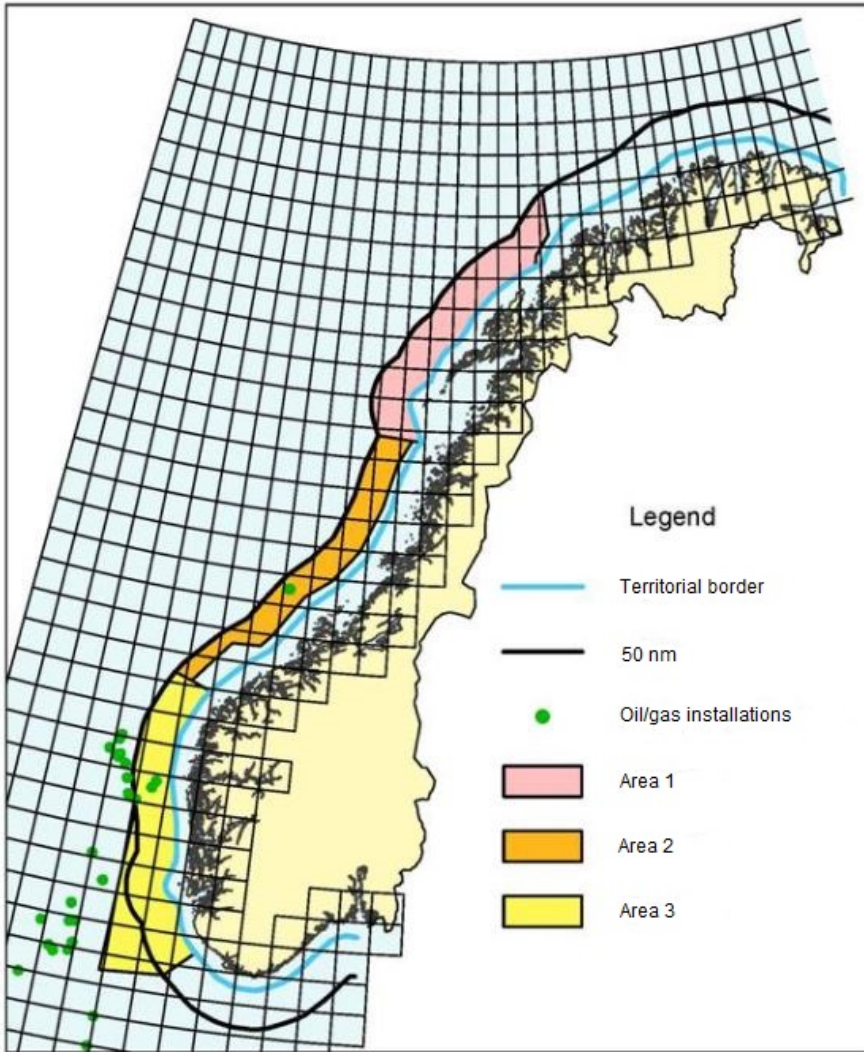 Legend
Territorial border
50 nm
Oil/gas installations
Area 1
Area 2
Area 3